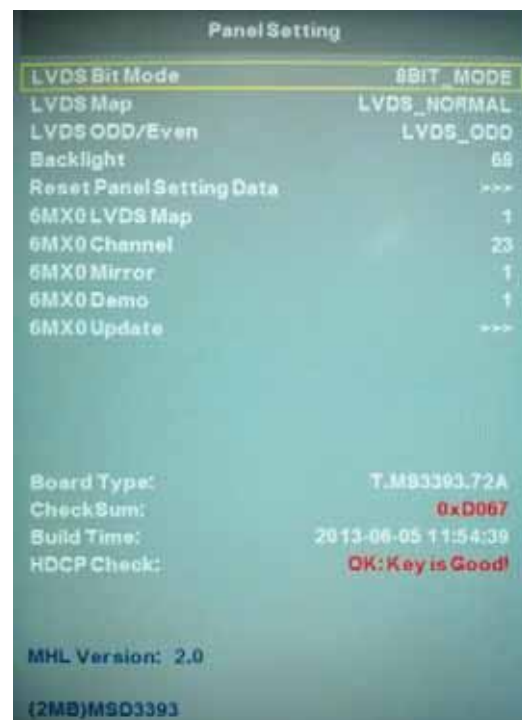 Panel Setting
LVDS Bit Mode 8BIT_MODE
LVDS Map LVDS_NORMAL
LVDS ODD/Even LVDS_ODD
Backlight 68
Reset Panel Setting Data >>>
6MX0 LVDS Map 1
6MX0 Channel 23
6MX0 Mirror 1
6MX0 Demo 1
6MX0 Update >>>
Board Type: T.MS3393.72A
CheckSum: 0xD067
Build Time: 2013-06-05 11:54:39
HDCP Check: OK: Key is Good!
MHL Version: 2.0
(2MB)MSD3393